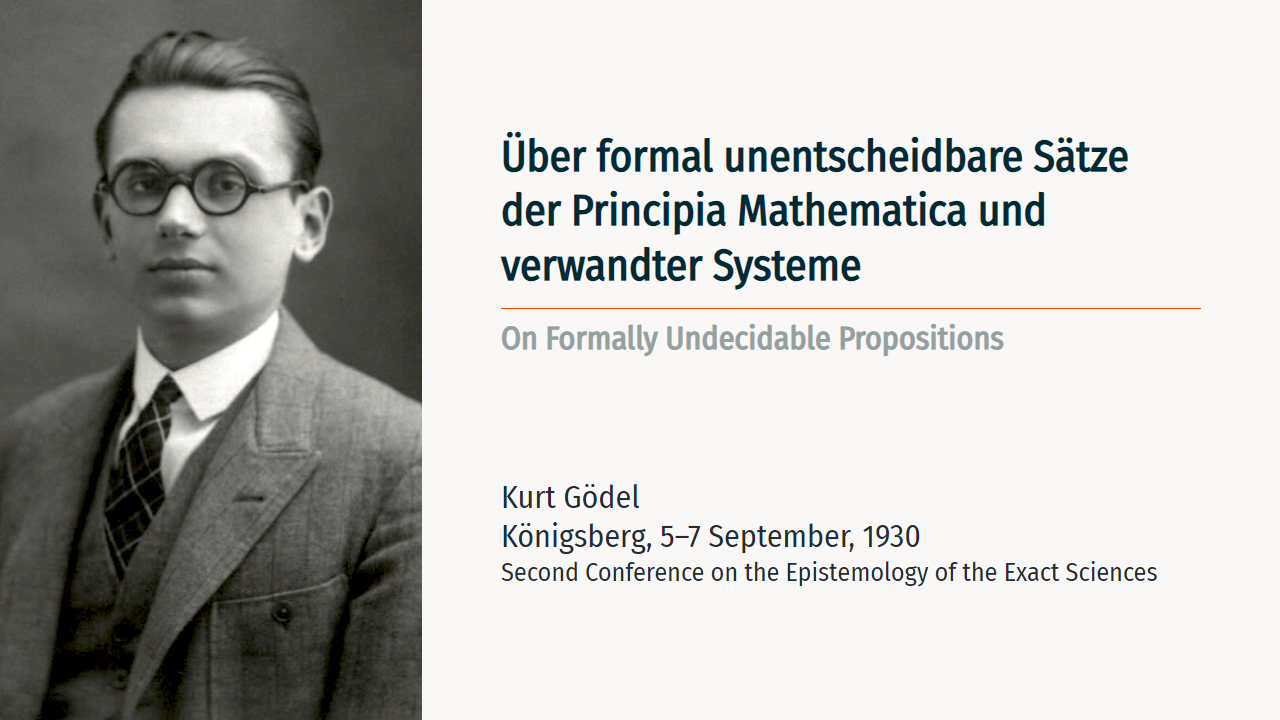 Über formal unentscheidbare Sätze
der Principia Mathematica und
verwandter Systeme
On Formally Undecidable Propositions
Kurt Gödel
Königsberg, 5–7 September, 1930
Second Conference on the Epistemology of the Exact Sciences